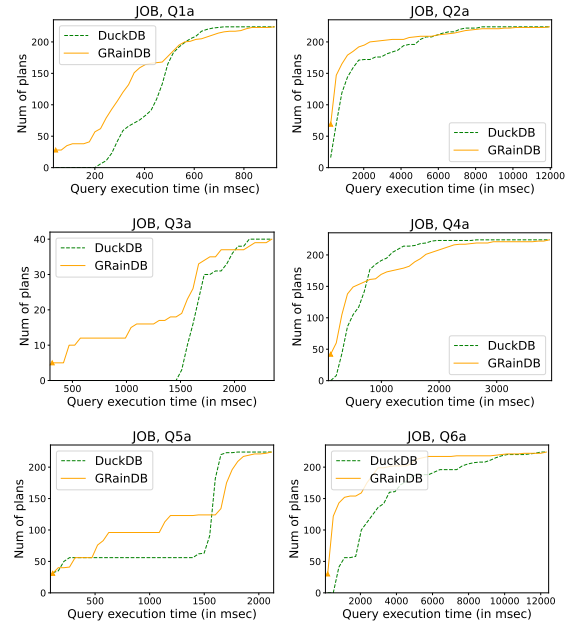 JOB, Q1a
Num of plans
200
150
100
50
0
DuckDB
GRainDB
200 400 600 800
Query execution time (in msec)
JOB, Q2a
Num of plans
200
150
100
50
0
DuckDB
GRainDB
2000 4000 6000 8000 10000 12000
Query execution time (in msec)
JOB, Q3a
Num of plans
40
30
20
10
0
DuckDB
GRainDB
500 1000 1500 2000
Query execution time (in msec)
JOB, Q4a
Num of plans
200
150
100
50
0
DuckDB
GRainDB
1000 2000 3000
Query execution time (in msec)
JOB, Q5a
Num of plans
200
150
100
50
0
DuckDB
GRainDB
500 1000 1500 2000
Query execution time (in msec)
JOB, Q6a
Num of plans
200
150
100
50
0
DuckDB
GRainDB
2000 4000 6000 8000 10000 12000
Query execution time (in msec)